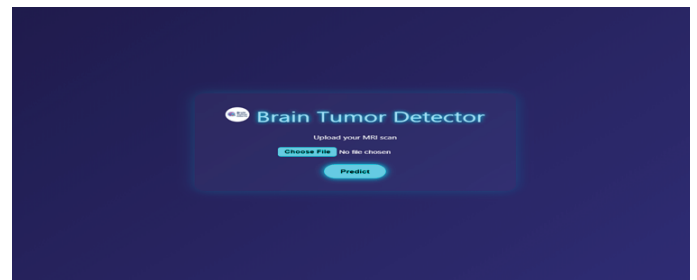 Brain Tumor Detector
Upload your MRI scan
Choose File No file chosen
Predict